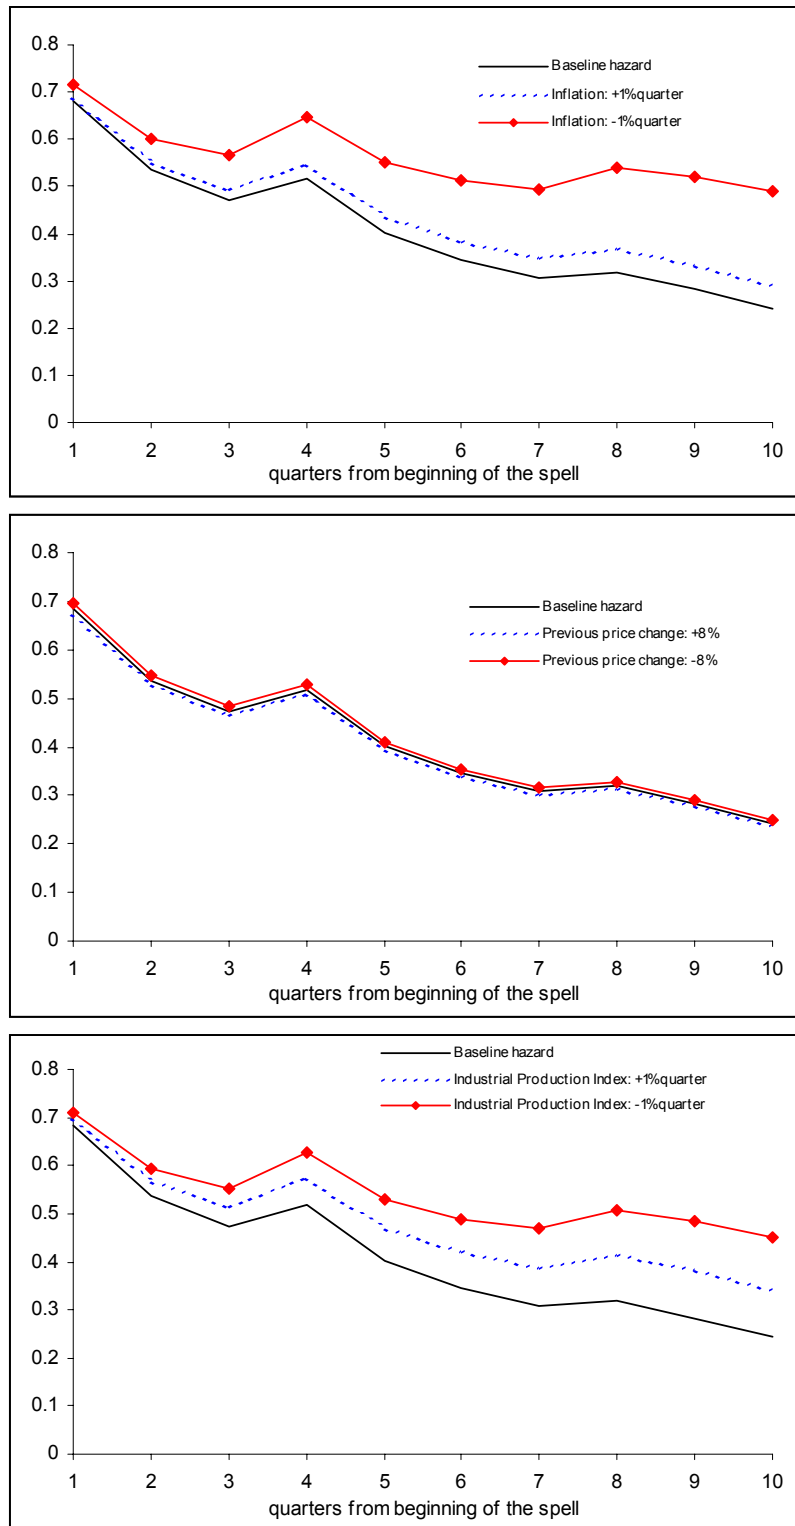 0.8
0.7
0.6
0.5
0.4
0.3
0.2
0.1
0
Baseline hazard
Inflation: +1%quarter
Inflation: -1%quarter
1 2 3 4 5 6 7 8 9 10
quarters from beginning of the spell
0.8
0.7
0.6
0.5
0.4
0.3
0.2
0.1
0
Baseline hazard
Previous price change: +8%
Previous price change: -8%
1 2 3 4 5 6 7 8 9 10
quarters from beginning of the spell
0.8
0.7
0.6
0.5
0.4
0.3
0.2
0.1
0
Baseline hazard
Industrial Production Index: +1%quarter
Industrial Production Index: -1%quarter
1 2 3 4 5 6 7 8 9 10
quarters from beginning of the spell